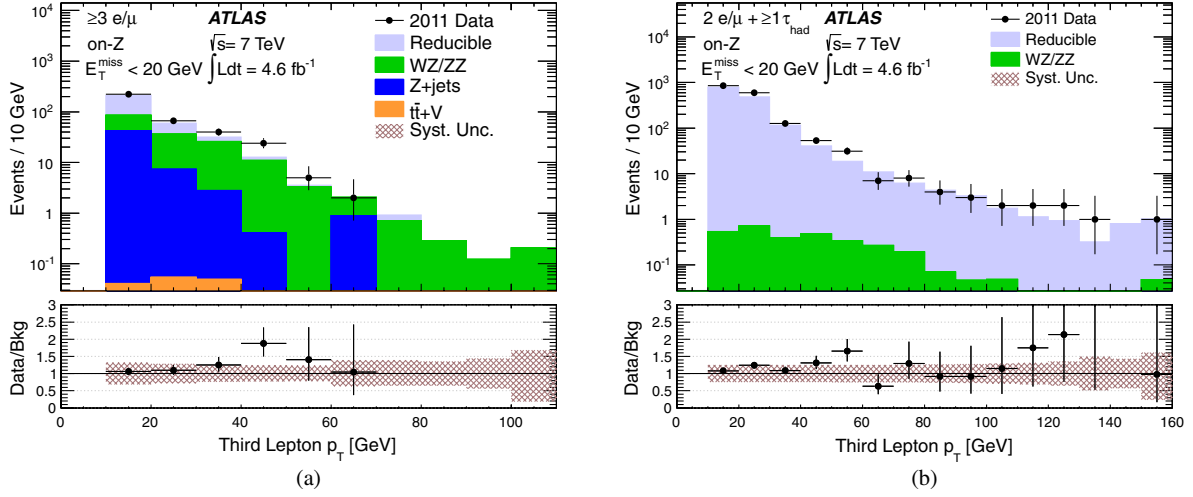 ≥3 e/μ ATLAS
on-Z √s= 7 TeV
E_T^miss < 20 GeV ∫Ldt = 4.6 fb⁻¹
2011 Data
Reducible
WZ/ZZ
Z+jets
tt̄+V
Syst. Unc.
Events / 10 GeV
10⁴
10³
10²
10
1
10⁻¹
Data/Bkg
3
2.5
2
1.5
1
0.5
0
0 20 40 60 80 100
Third Lepton p_T [GeV]
(a)
2 e/μ + ≥1τ_had ATLAS
on-Z √s= 7 TeV
E_T^miss < 20 GeV ∫Ldt = 4.6 fb⁻¹
2011 Data
Reducible
WZ/ZZ
Syst. Unc.
Events / 10 GeV
10⁴
10³
10²
10
1
10⁻¹
Data/Bkg
3
2.5
2
1.5
1
0.5
0
0 20 40 60 80 100 120 140 160
Third Lepton p_T [GeV]
(b)